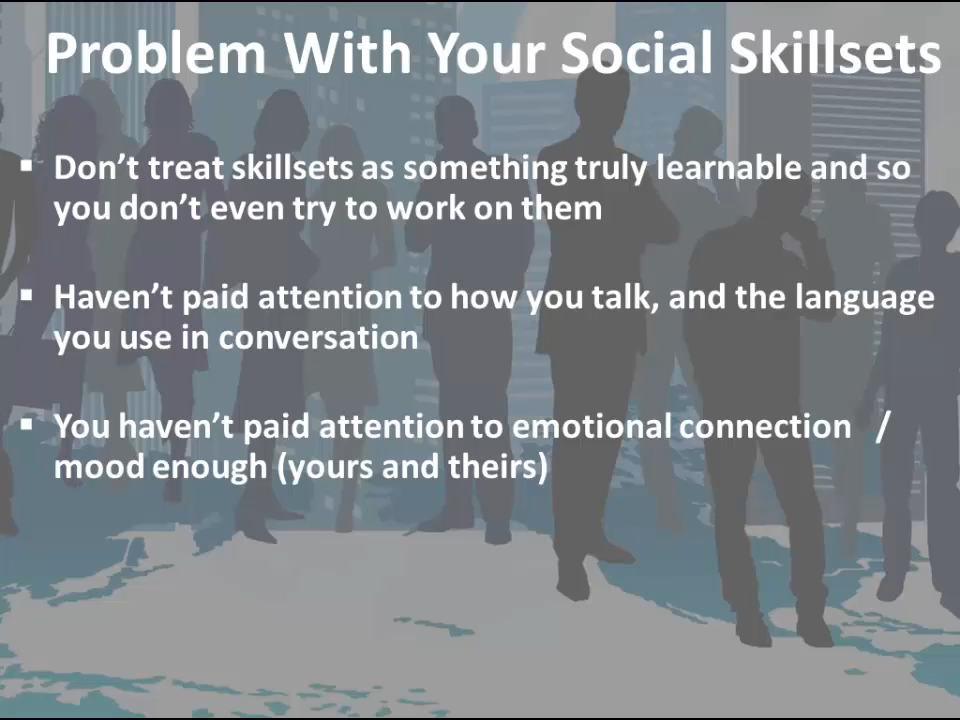 Problem With Your Social Skillsets
▪ Don’t treat skillsets as something truly learnable and so
you don’t even try to work on them
▪ Haven’t paid attention to how you talk, and the language
you use in conversation
▪ You haven’t paid attention to emotional connection /
mood enough (yours and theirs)